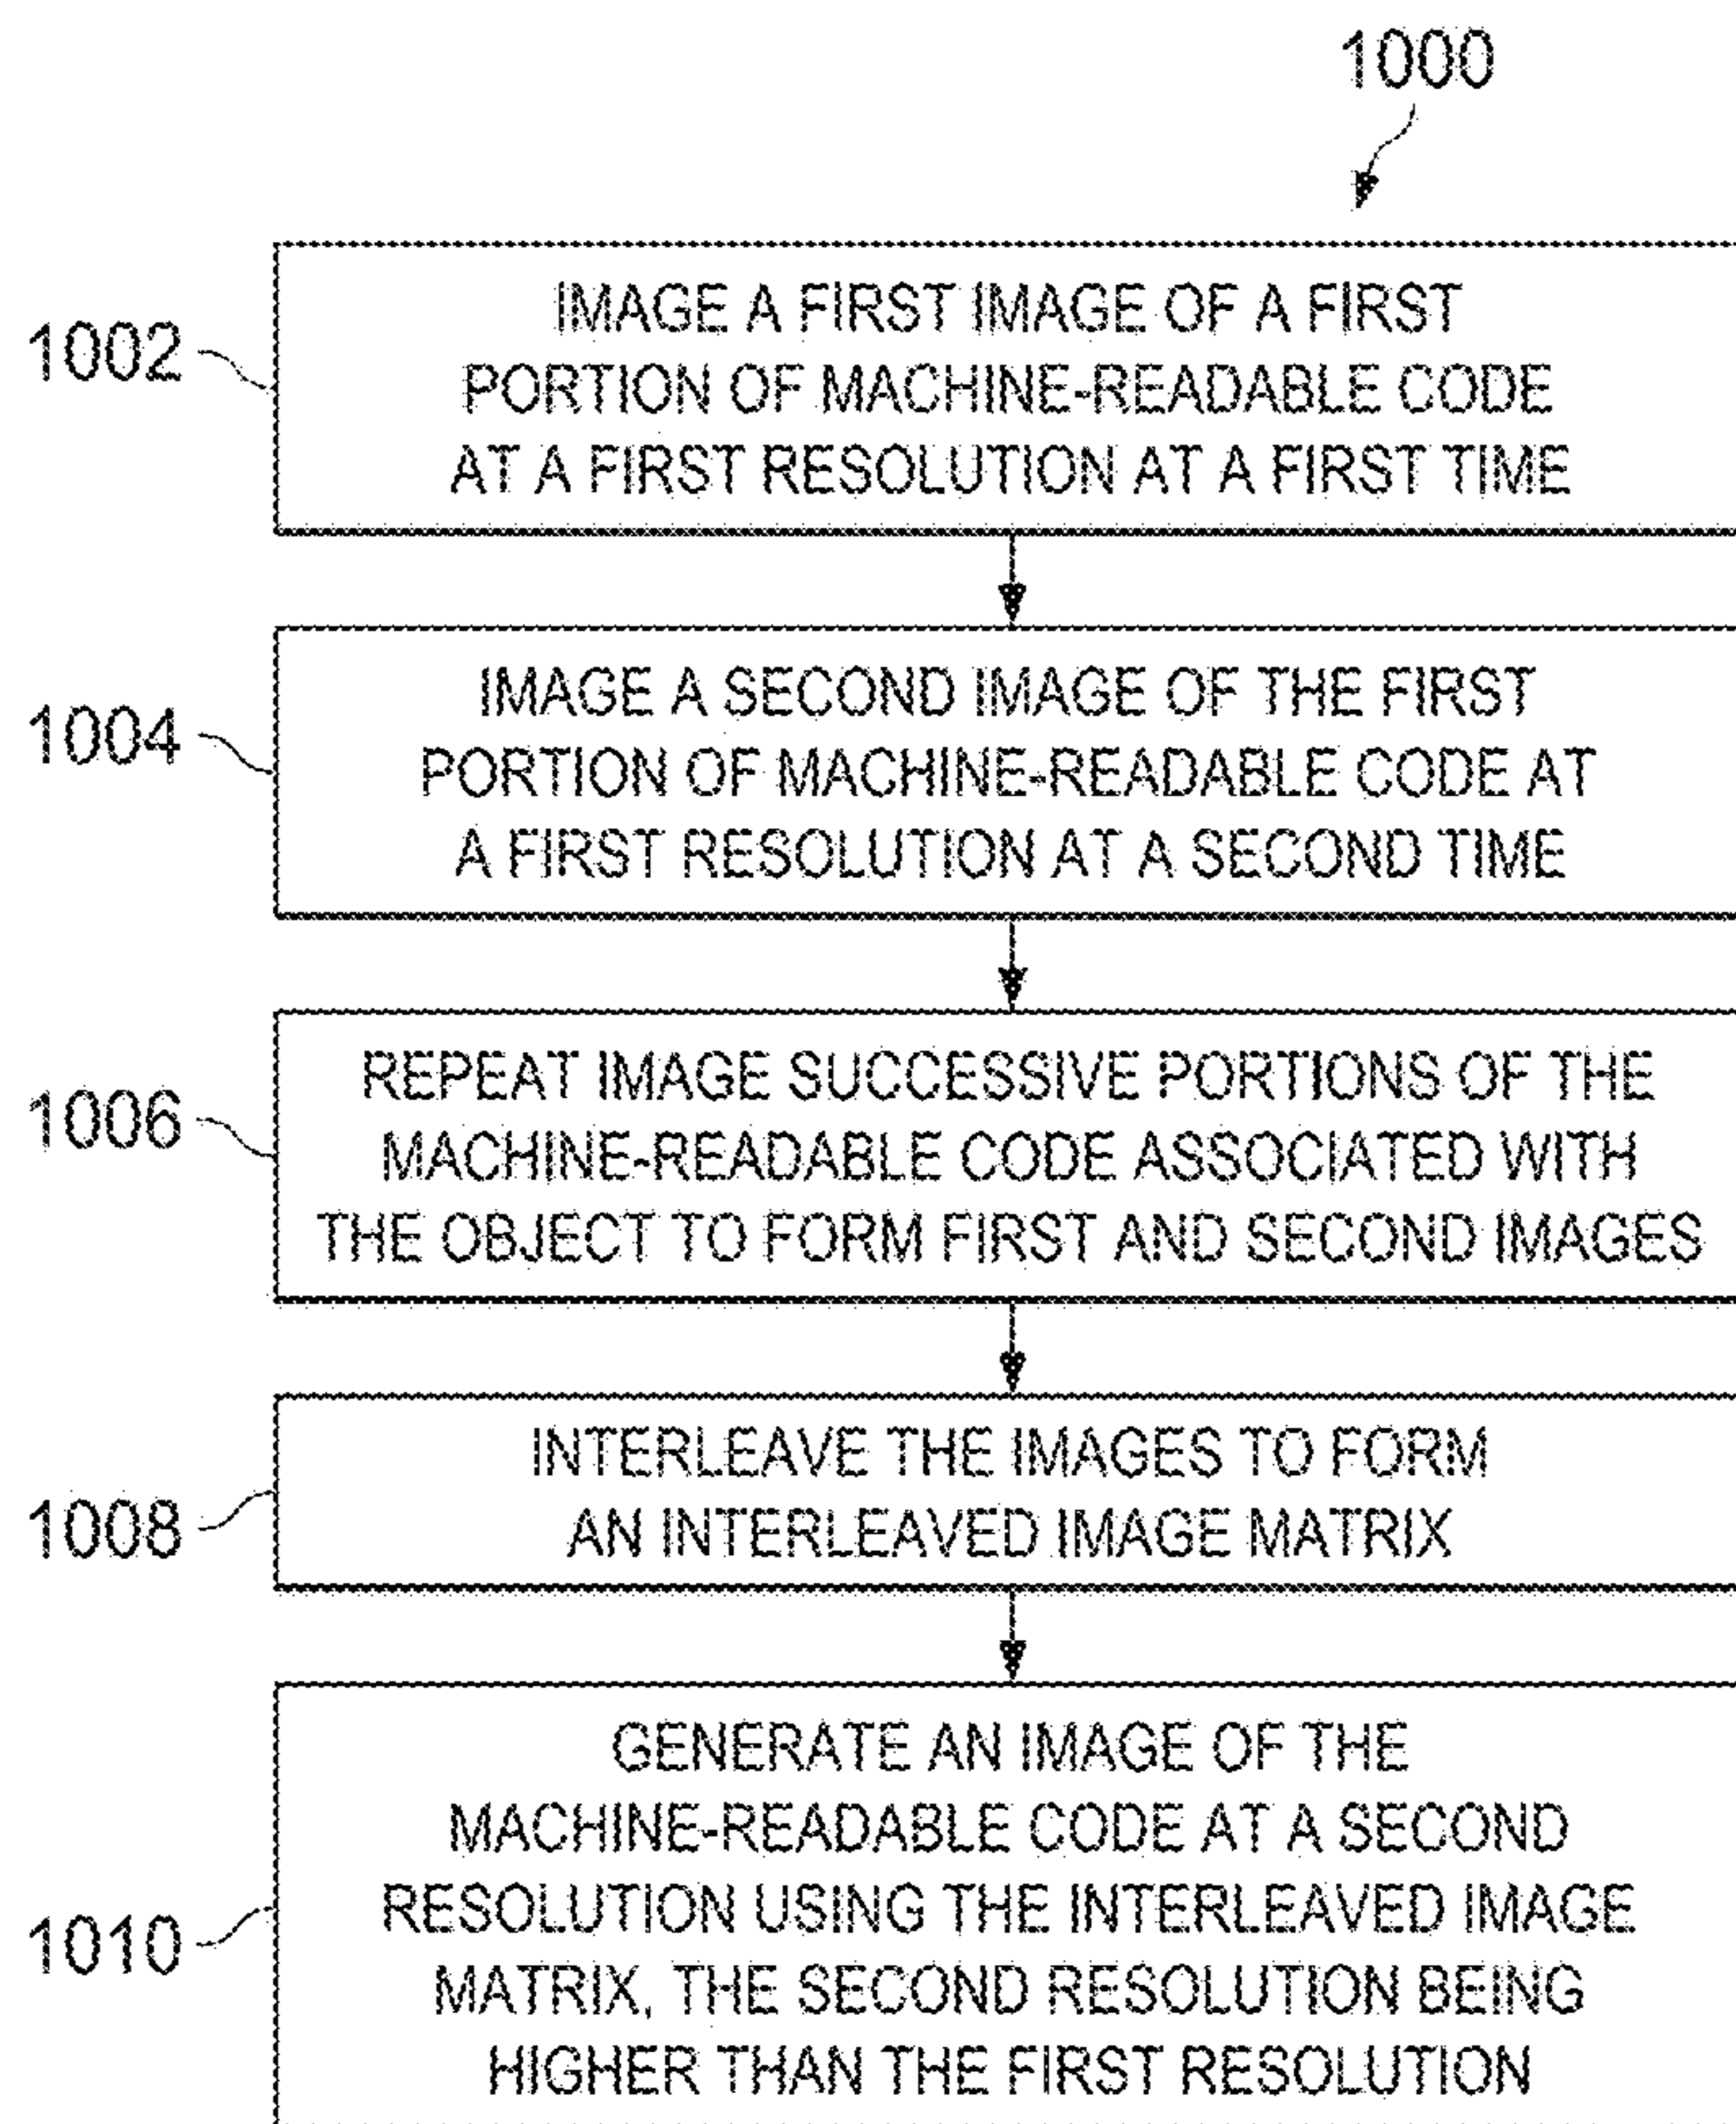 1000
1002
IMAGE A FIRST IMAGE OF A FIRST
PORTION OF MACHINE-READABLE CODE
AT A FIRST RESOLUTION AT A FIRST TIME
1004
IMAGE A SECOND IMAGE OF THE FIRST
PORTION OF MACHINE-READABLE CODE AT
A FIRST RESOLUTION AT A SECOND TIME
1006
REPEAT IMAGE SUCCESSIVE PORTIONS OF THE
MACHINE-READABLE CODE ASSOCIATED WITH
THE OBJECT TO FORM FIRST AND SECOND IMAGES
1008
INTERLEAVE THE IMAGES TO FORM
AN INTERLEAVED IMAGE MATRIX
1010
GENERATE AN IMAGE OF THE
MACHINE-READABLE CODE AT A SECOND
RESOLUTION USING THE INTERLEAVED IMAGE
MATRIX, THE SECOND RESOLUTION BEING
HIGHER THAN THE FIRST RESOLUTION